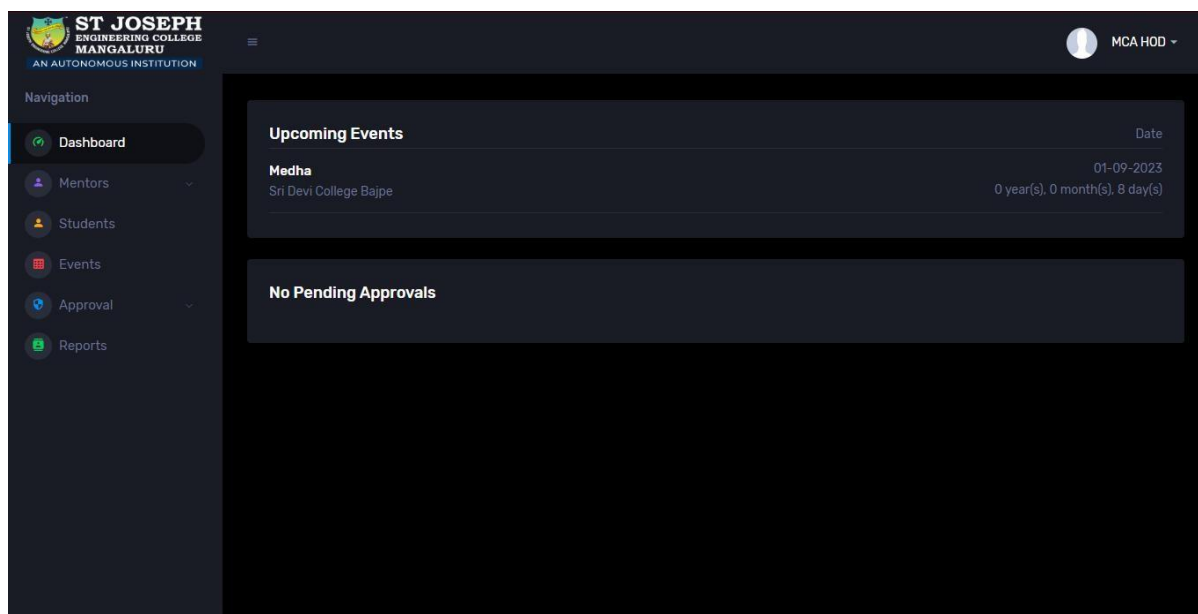 ST JOSEPH
ENGINEERING COLLEGE
MANGALURU
AN AUTONOMOUS INSTITUTION
MCA HOD
Navigation
Dashboard
Mentors
Students
Events
Approval
Reports
Upcoming Events
Date
Medha
01-09-2023
Sri Devi College Bajpe
0 year(s), 0 month(s), 8 day(s)
No Pending Approvals